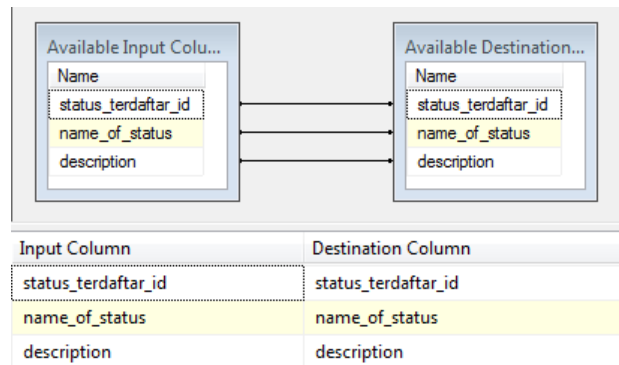 Available Input Colu... Available Destination...
Name Name
status_terdaftar_id status_terdaftar_id
name_of_status name_of_status
description description
Input Column Destination Column
status_terdaftar_id status_terdaftar_id
name_of_status name_of_status
description description